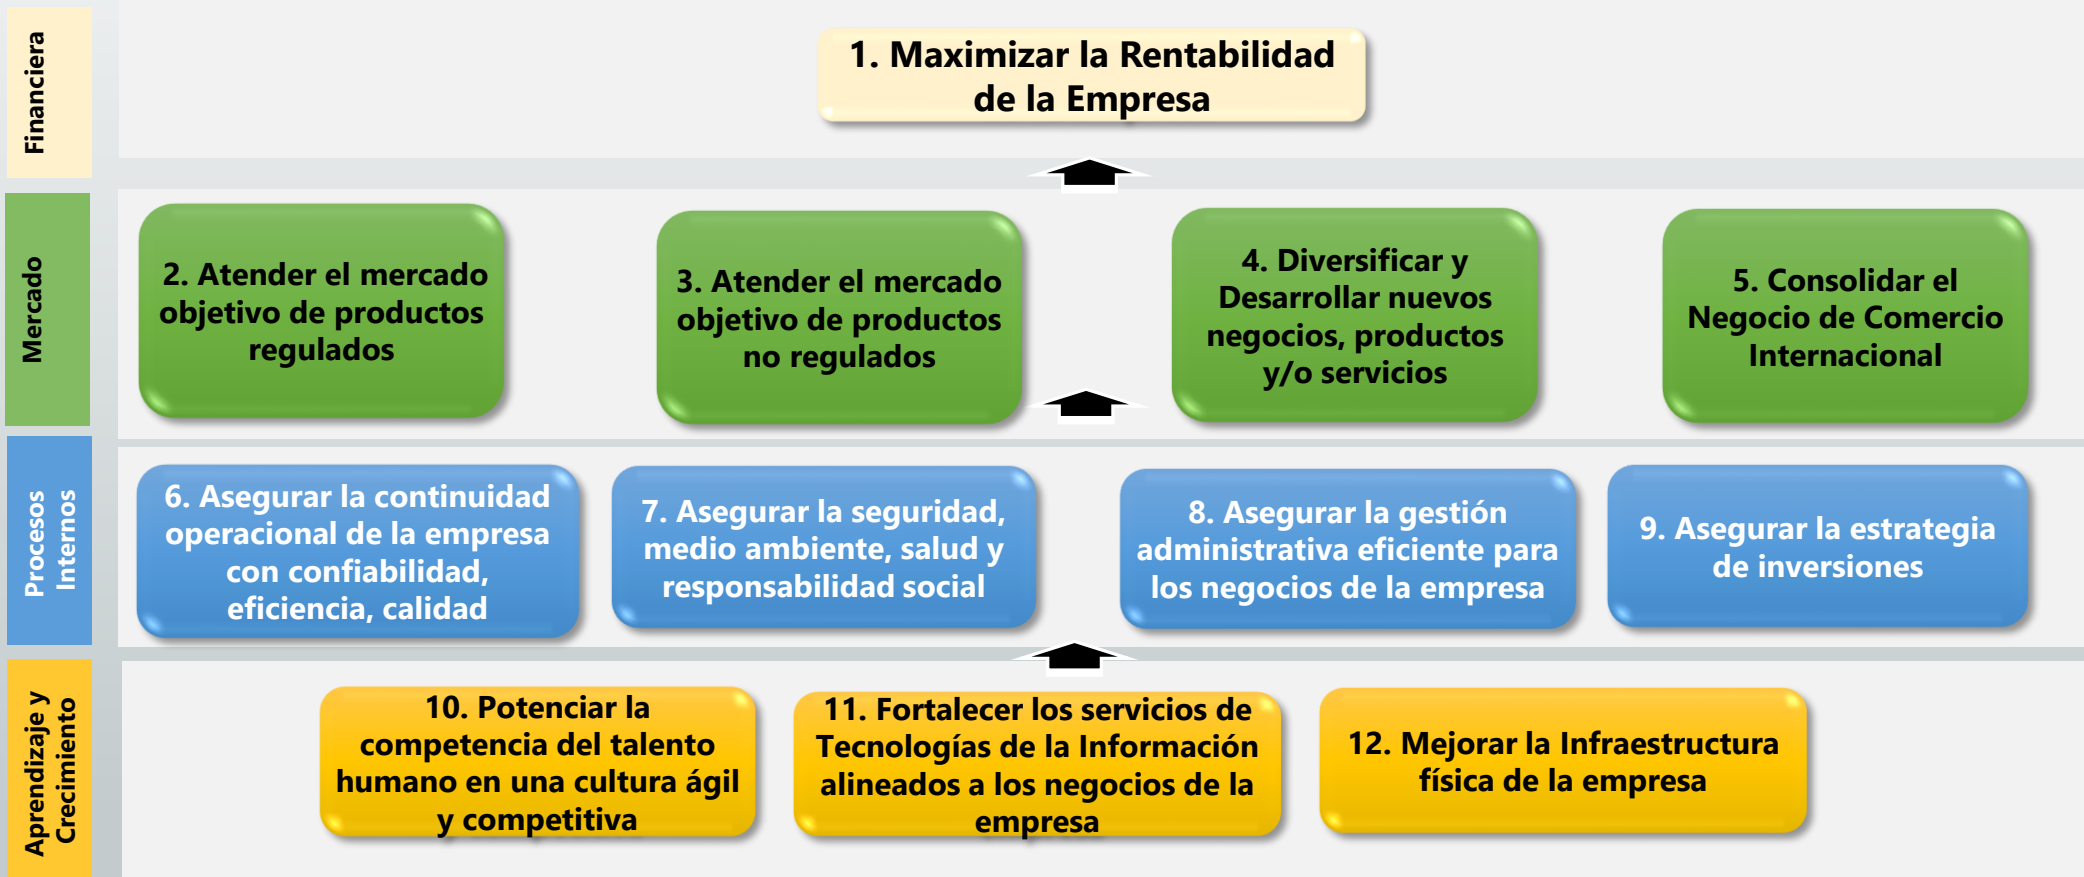 Financiera
1. Maximizar la Rentabilidad
de la Empresa
Mercado
2. Atender el mercado
objetivo de productos
regulados
3. Atender el mercado
objetivo de productos
no regulados
4. Diversificar y
Desarrollar nuevos
negocios, productos
y/o servicios
5. Consolidar el
Negocio de Comercio
Internacional
Procesos
Internos
6. Asegurar la continuidad
operacional de la empresa
con confiabilidad,
eficiencia, calidad
7. Asegurar la seguridad,
medio ambiente, salud y
responsabilidad social
8. Asegurar la gestión
administrativa eficiente para
los negocios de la empresa
9. Asegurar la estrategia
de inversiones
Aprendizaje y
Crecimiento
10. Potenciar la
competencia del talento
humano en una cultura ágil
y competitiva
11. Fortalecer los servicios de
Tecnologías de la Información
alineados a los negocios de la
empresa
12. Mejorar la Infraestructura
física de la empresa